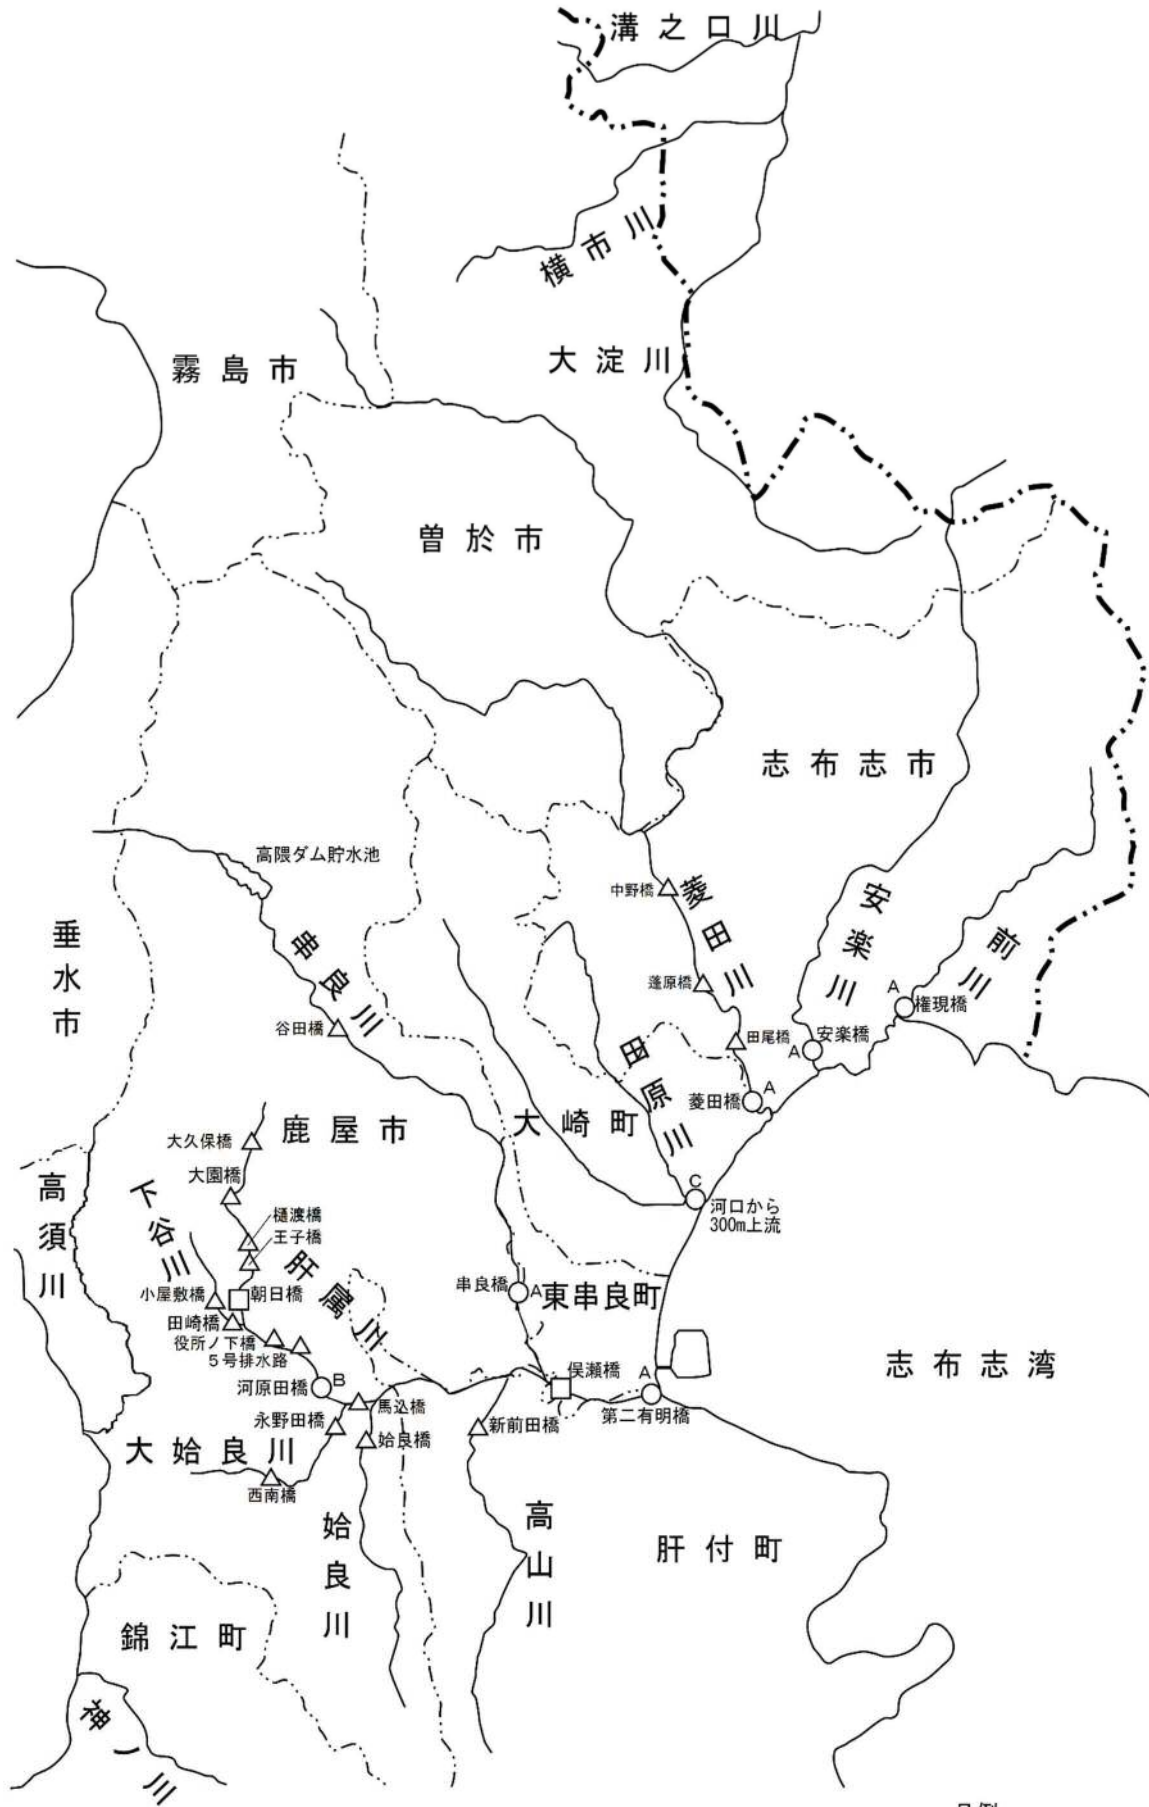 溝之口川
横市川
大淀川
霧島市
曽於市
志布志市
高隈ダム貯水池
中野橋
菱田川
安楽川
前川
垂水市
串良川
蓬原橋
A
権現橋
谷田橋
田尾橋
安楽橋
A
田原川
菱田橋
A
大崎町
鹿屋市
大久保橋
大園橋
高須川
下谷川
C
河口から
300m上流
樋渡橋
王子橋
肝属川
串良橋
A
東串良町
小屋敷橋
朝日橋
田崎橋
役所ノ下橋
5号排水路
志布志湾
俣瀬橋
A
第二有明橋
河原田橋
B
馬込橋
永野田橋
姶良橋
新前田橋
大姶良川
西南橋
姶良川
高山川
肝付町
錦江町
神ノ川